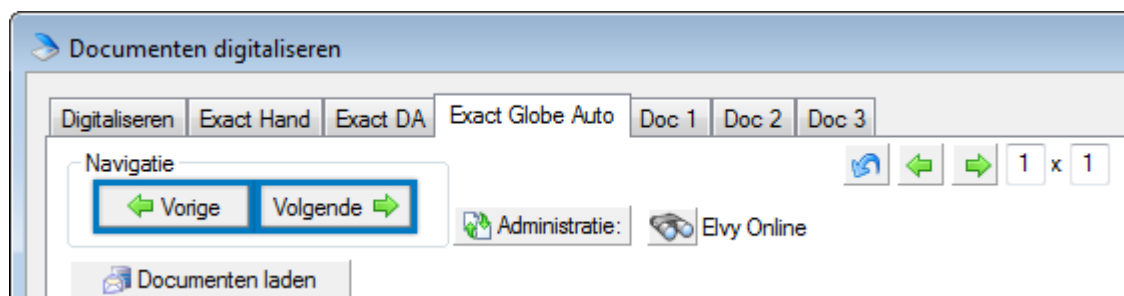 Documenten digitaliseren
Digitaliseren Exact Hand Exact DA Exact Globe Auto Doc 1 Doc 2 Doc 3
Navigatie
1 x 1
Vorige Volgende
Administratie: Elvy Online
Documenten laden